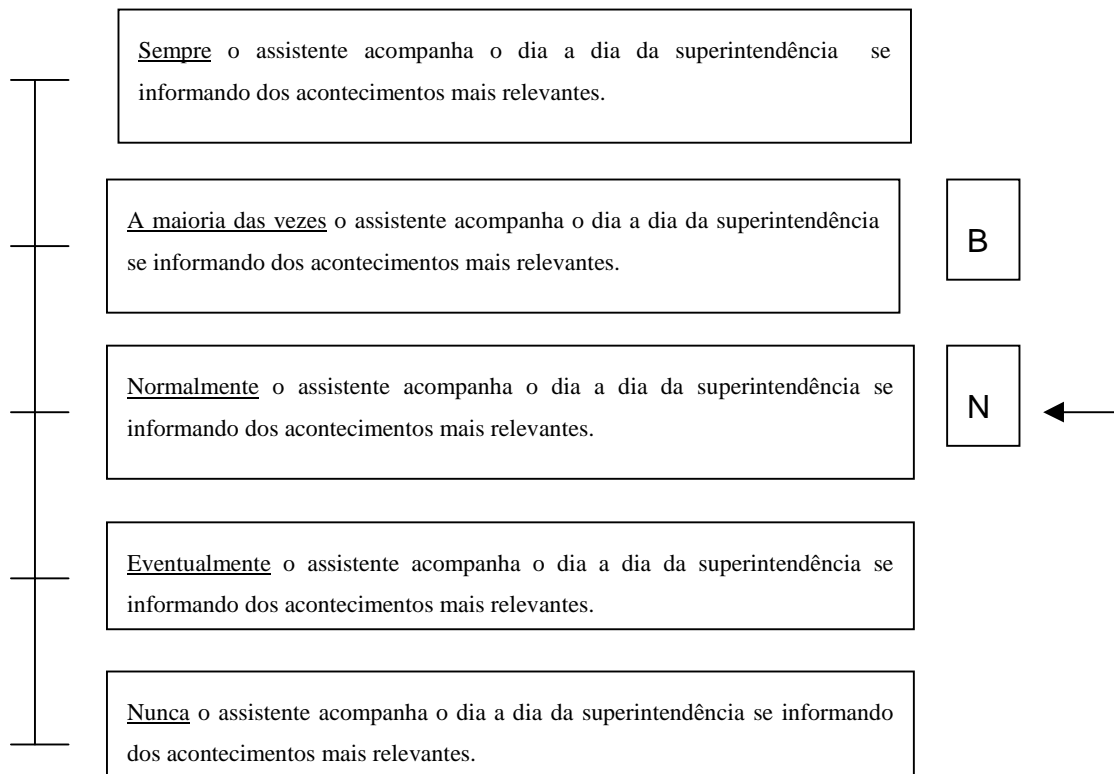 Sempre o assistente acompanha o dia a dia da superintendência se
informando dos acontecimentos mais relevantes.
A maioria das vezes o assistente acompanha o dia a dia da superintendência
se informando dos acontecimentos mais relevantes.
B
Normalmente o assistente acompanha o dia a dia da superintendência se
informando dos acontecimentos mais relevantes.
N
Eventualmente o assistente acompanha o dia a dia da superintendência se
informando dos acontecimentos mais relevantes.
Nunca o assistente acompanha o dia a dia da superintendência se informando
dos acontecimentos mais relevantes.